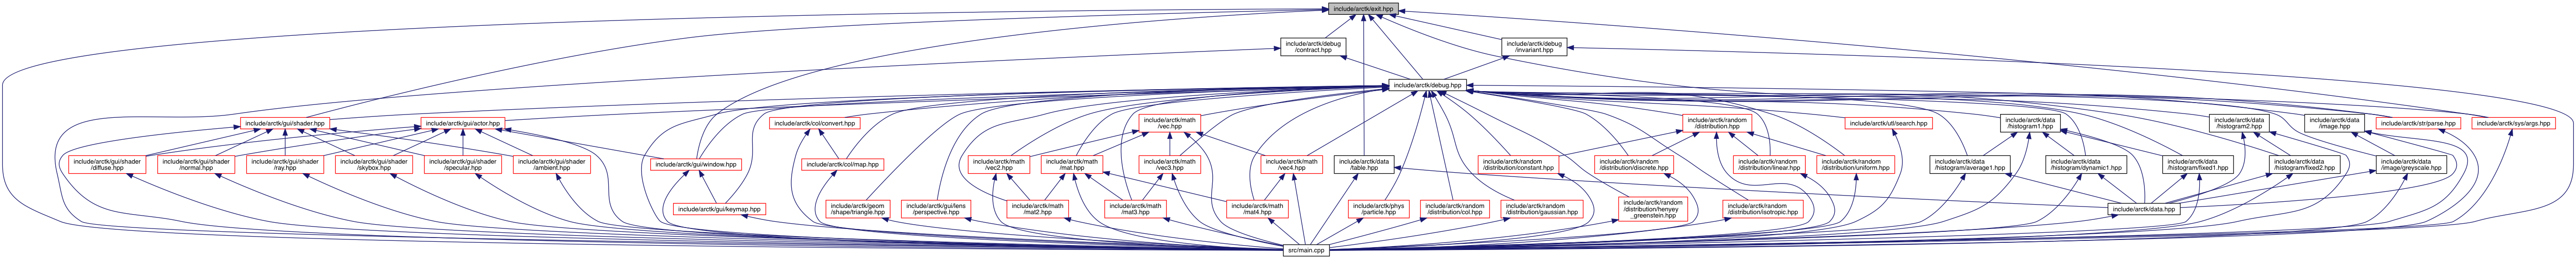 include/arctk/exit.hpp
include/arctk/debug
/contract.hpp
include/arctk/debug
/invariant.hpp
include/arctk/debug.hpp
include/arctk/gui/shader.hpp
include/arctk/gui/actor.hpp
include/arctk/col/convert.hpp
include/arctk/math
/vec.hpp
include/arctk/random
/distribution.hpp
include/arctk/utl/search.hpp
include/arctk/data
/histogram1.hpp
include/arctk/data
/histogram2.hpp
include/arctk/data
/image.hpp
include/arctk/str/parse.hpp
include/arctk/sys/args.hpp
include/arctk/gui/shader
/diffuse.hpp
include/arctk/gui/shader
/normal.hpp
include/arctk/gui/shader
/ray.hpp
include/arctk/gui/shader
/skybox.hpp
include/arctk/gui/shader
/specular.hpp
include/arctk/gui/shader
/ambient.hpp
include/arctk/gui/window.hpp
include/arctk/col/map.hpp
include/arctk/math
/vec2.hpp
include/arctk/math
/mat.hpp
include/arctk/math
/vec3.hpp
include/arctk/math
/vec4.hpp
include/arctk/data
/table.hpp
include/arctk/random
/distribution/constant.hpp
include/arctk/random
/distribution/discrete.hpp
include/arctk/random
/distribution/linear.hpp
include/arctk/random
/distribution/uniform.hpp
include/arctk/data
/histogram/average1.hpp
include/arctk/data
/histogram/dynamic1.hpp
include/arctk/data
/histogram/fixed1.hpp
include/arctk/data
/histogram/fixed2.hpp
include/arctk/data
/image/greyscale.hpp
include/arctk/gui/keymap.hpp
include/arctk/geom
/shape/triangle.hpp
include/arctk/gui/lens
/perspective.hpp
include/arctk/math
/mat2.hpp
include/arctk/math
/mat3.hpp
include/arctk/math
/mat4.hpp
include/arctk/phys
/particle.hpp
include/arctk/random
/distribution/col.hpp
include/arctk/random
/distribution/gaussian.hpp
include/arctk/random
/distribution/henyey
_greenstein.hpp
include/arctk/random
/distribution/isotropic.hpp
include/arctk/data.hpp
src/main.cpp